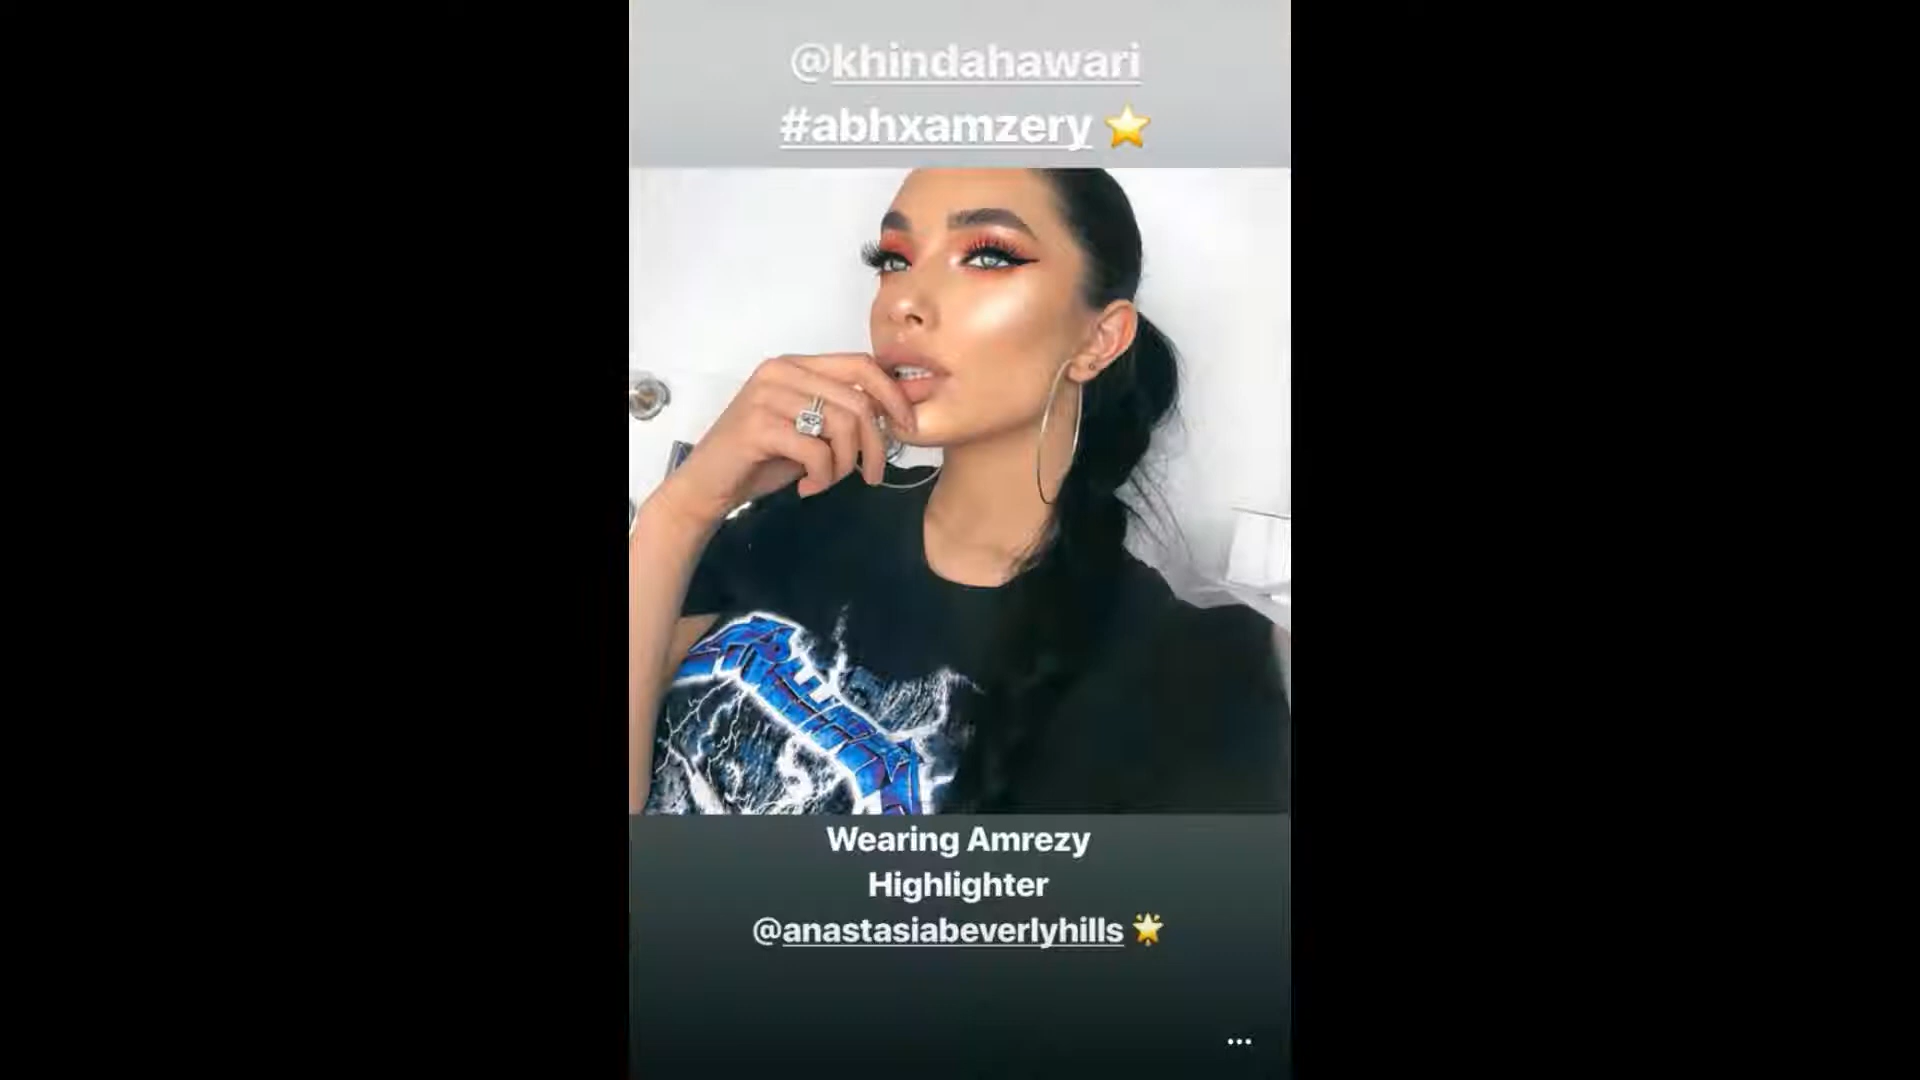 @khindahawari
#abhxamzery ⭐
Wearing Amrezy
Highlighter
@anastasiabeverlyhills 🌟